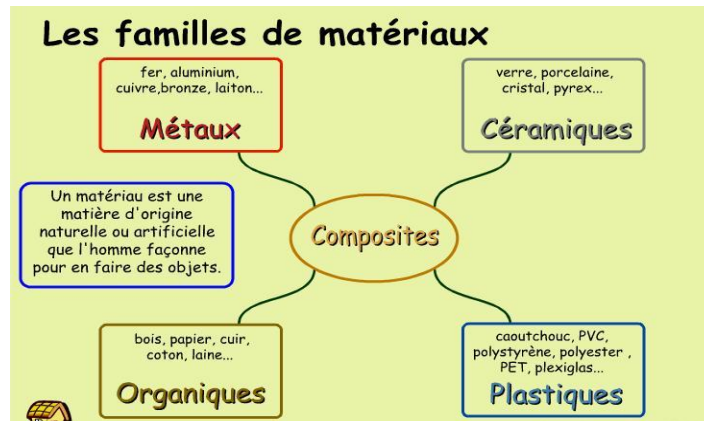 Les familles de matériaux
fer, aluminium,
cuivre,bronze, laiton...
Métaux
verre, porcelaine,
cristal, pyrex...
Céramiques
Un matériau est une
matière d'origine
naturelle ou artificielle
que l'homme façonne
pour en faire des objets.
Composites
bois, papier, cuir,
coton, laine...
Organiques
caoutchouc, PVC,
polystyrène, polyester ,
PET, plexiglas...
Plastiques